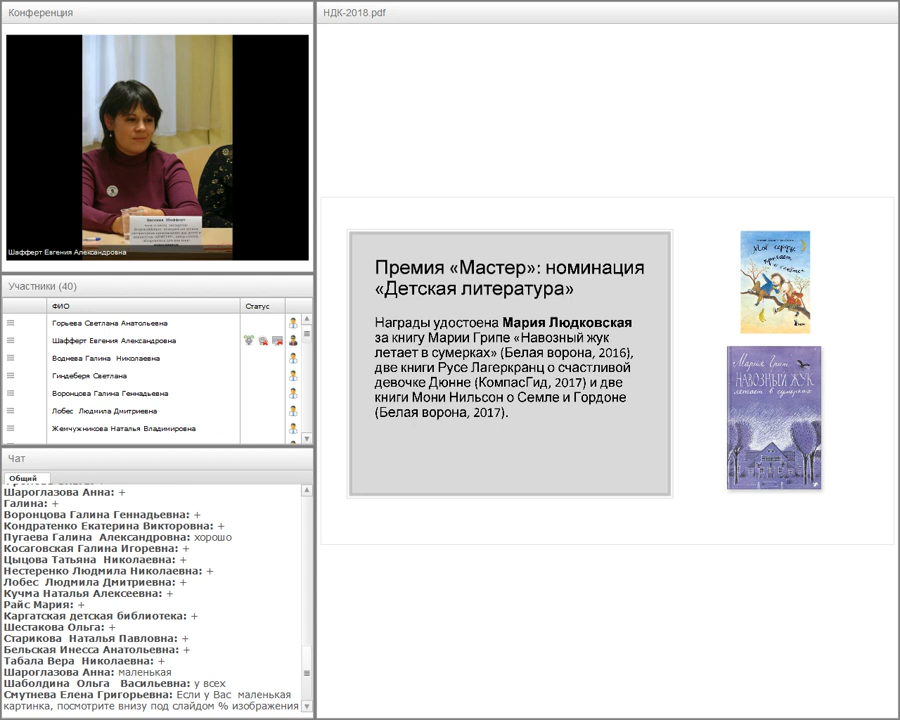 Конференция
Шафферт Евгения Александровна
Участники (40)
ФИО
Статус
Горьева Светлана Анатольевна
Шафферт Евгения Александровна
Воднева Галина Николаевна
Гиндеберя Светлана
Воронцова Галина Геннадьевна
Лобес Людмила Дмитриевна
Жемчужникова Наталья Владимировна
Чат
Общий
Шароглазова Анна: +
Галина: +
Воронцова Галина Геннадьевна: +
Кондратенко Екатерина Викторовна: +
Пугаева Галина Александровна: хорошо
Косаговская Галина Игоревна: +
Цыцова Татьяна Николаевна: +
Нестеренко Людмила Николаевна: +
Лобес Людмила Дмитриевна: +
Кучма Наталья Алексеевна: +
Райс Мария: +
Каргатская детская библиотека: +
Шестакова Ольга: +
Старикова Наталья Павловна: +
Бельская Инесса Анатольевна: +
Табала Вера Николаевна: +
Шароглазова Анна: маленькая
Шаболдина Ольга Васильевна: у всех
Смутнева Елена Григорьевна: Если у Вас маленькая
картинка, посмотрите внизу под слайдом % изображения
НДК-2018.pdf
Премия «Мастер»: номинация
«Детская литература»
Награды удостоена Мария Людковская
за книгу Марии Грипе «Навозный жук
летает в сумерках» (Белая ворона, 2016),
две книги Русе Лагеркранц о счастливой
девочке Дюнне (КомпасГид, 2017) и две
книги Мони Нильсон о Семле и Гордоне
(Белая ворона, 2017).
Мария Грипе
НАВОЗНЫЙ ЖУК
летает в сумерках